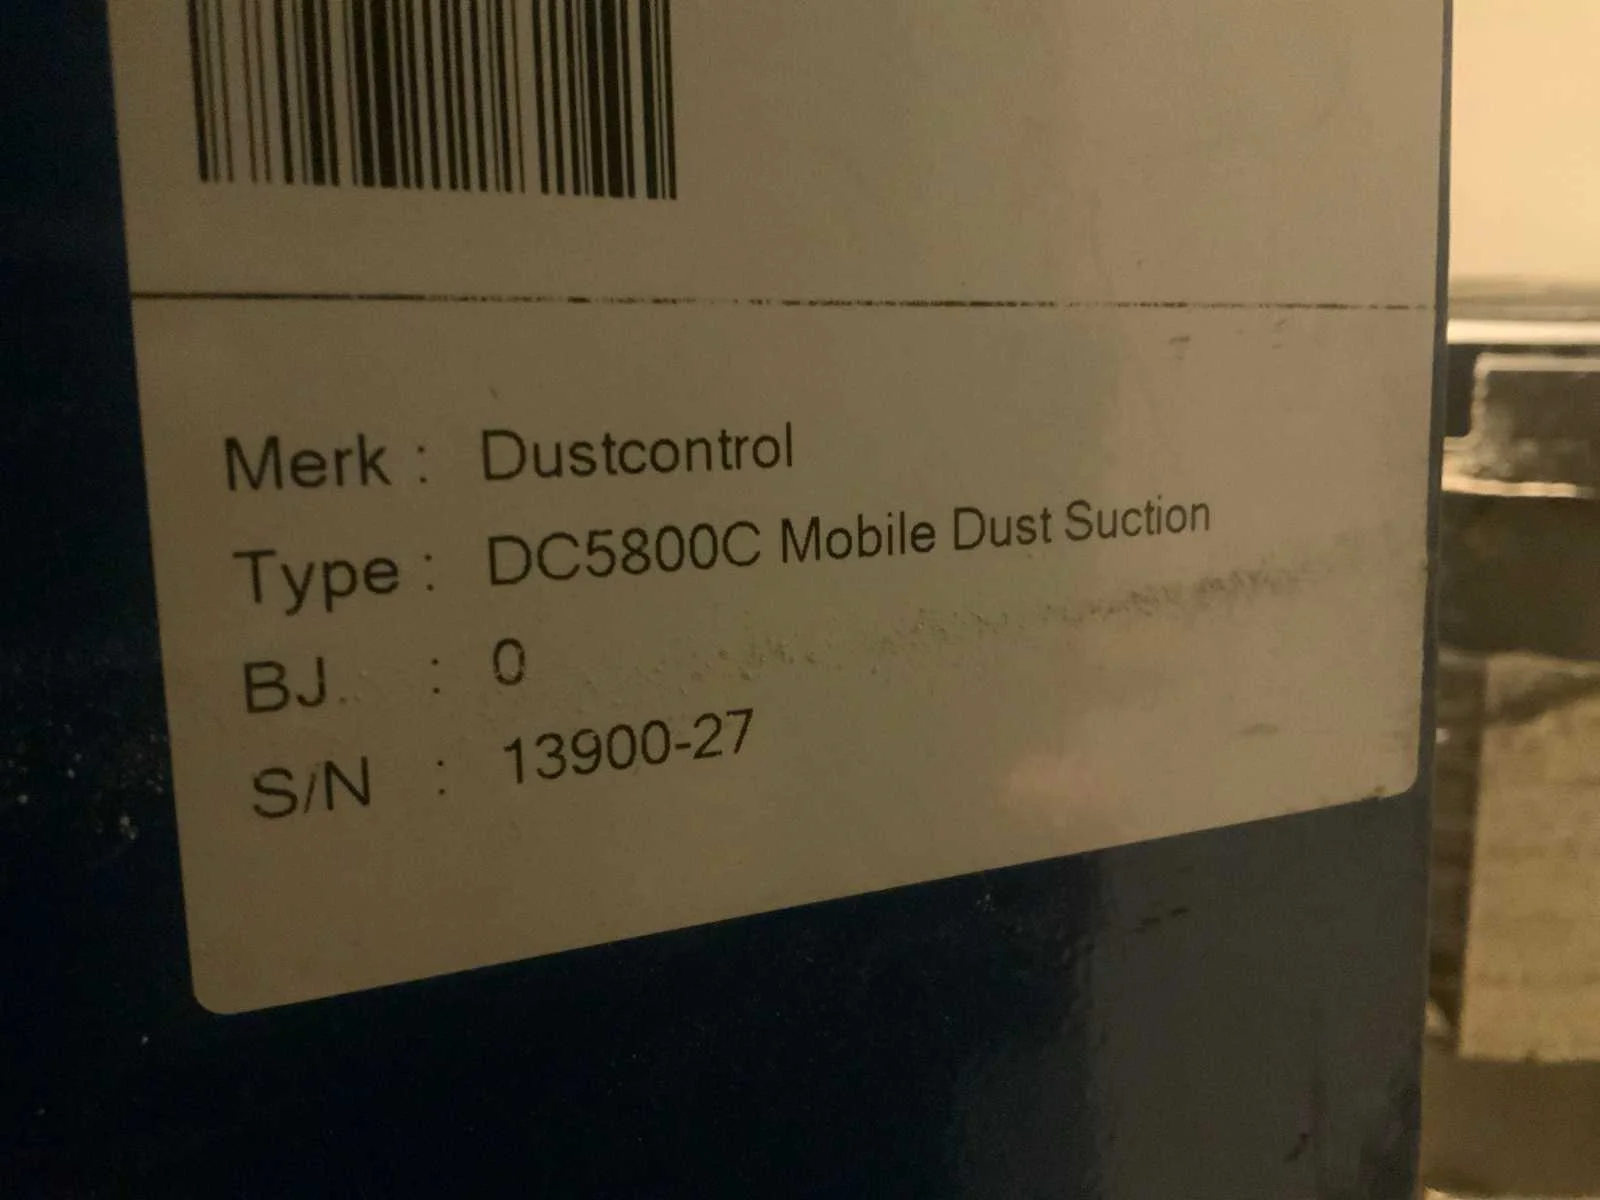 Merk : Dustcontrol
Type : DC5800C Mobile Dust Suction
BJ. : 0
S/N : 13900-27